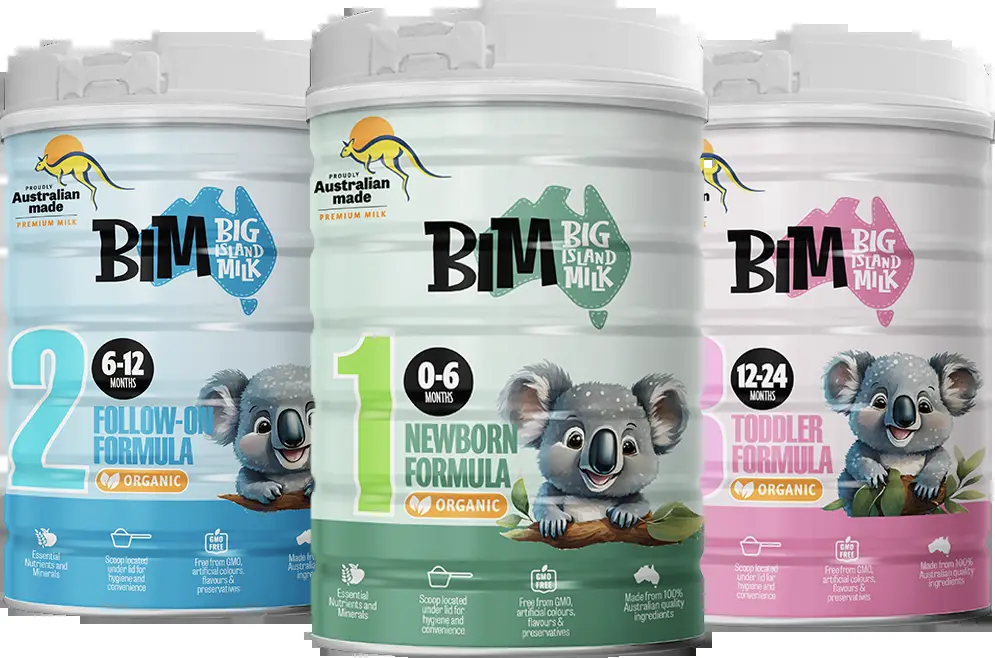 PROUDLY
Australian
made
PREMIUM MILK
BiM
BIG
ISLAND
MILK
2
6-12
MONTHS
FOLLOW-ON
FORMULA
ORGANIC
Essential
Nutrients and
Minerals
Scoop located
under lid for
hygiene and
convenience
GMO
FREE
Free from GMO,
artificial colours,
flavours &
preservatives
PROUDLY
Australian
made
PREMIUM MILK
BiM
BIG
ISLAND
MILK
1
0-6
MONTHS
NEWBORN
FORMULA
ORGANIC
Essential
Nutrients and
Minerals
Scoop located
under lid for
hygiene and
convenience
GMO
FREE
Free from GMO,
artificial colours,
flavours &
preservatives
Made from 100%
Australian quality
ingredients
BiM
BIG
ISLAND
MILK
3
12-24
MONTHS
TODDLER
FORMULA
ORGANIC
Scoop located
under lid for
hygiene and
convenience
GMO
FREE
Free from GMO,
artificial colours,
flavours &
preservatives
Made from 100%
Australian quality
ingredients